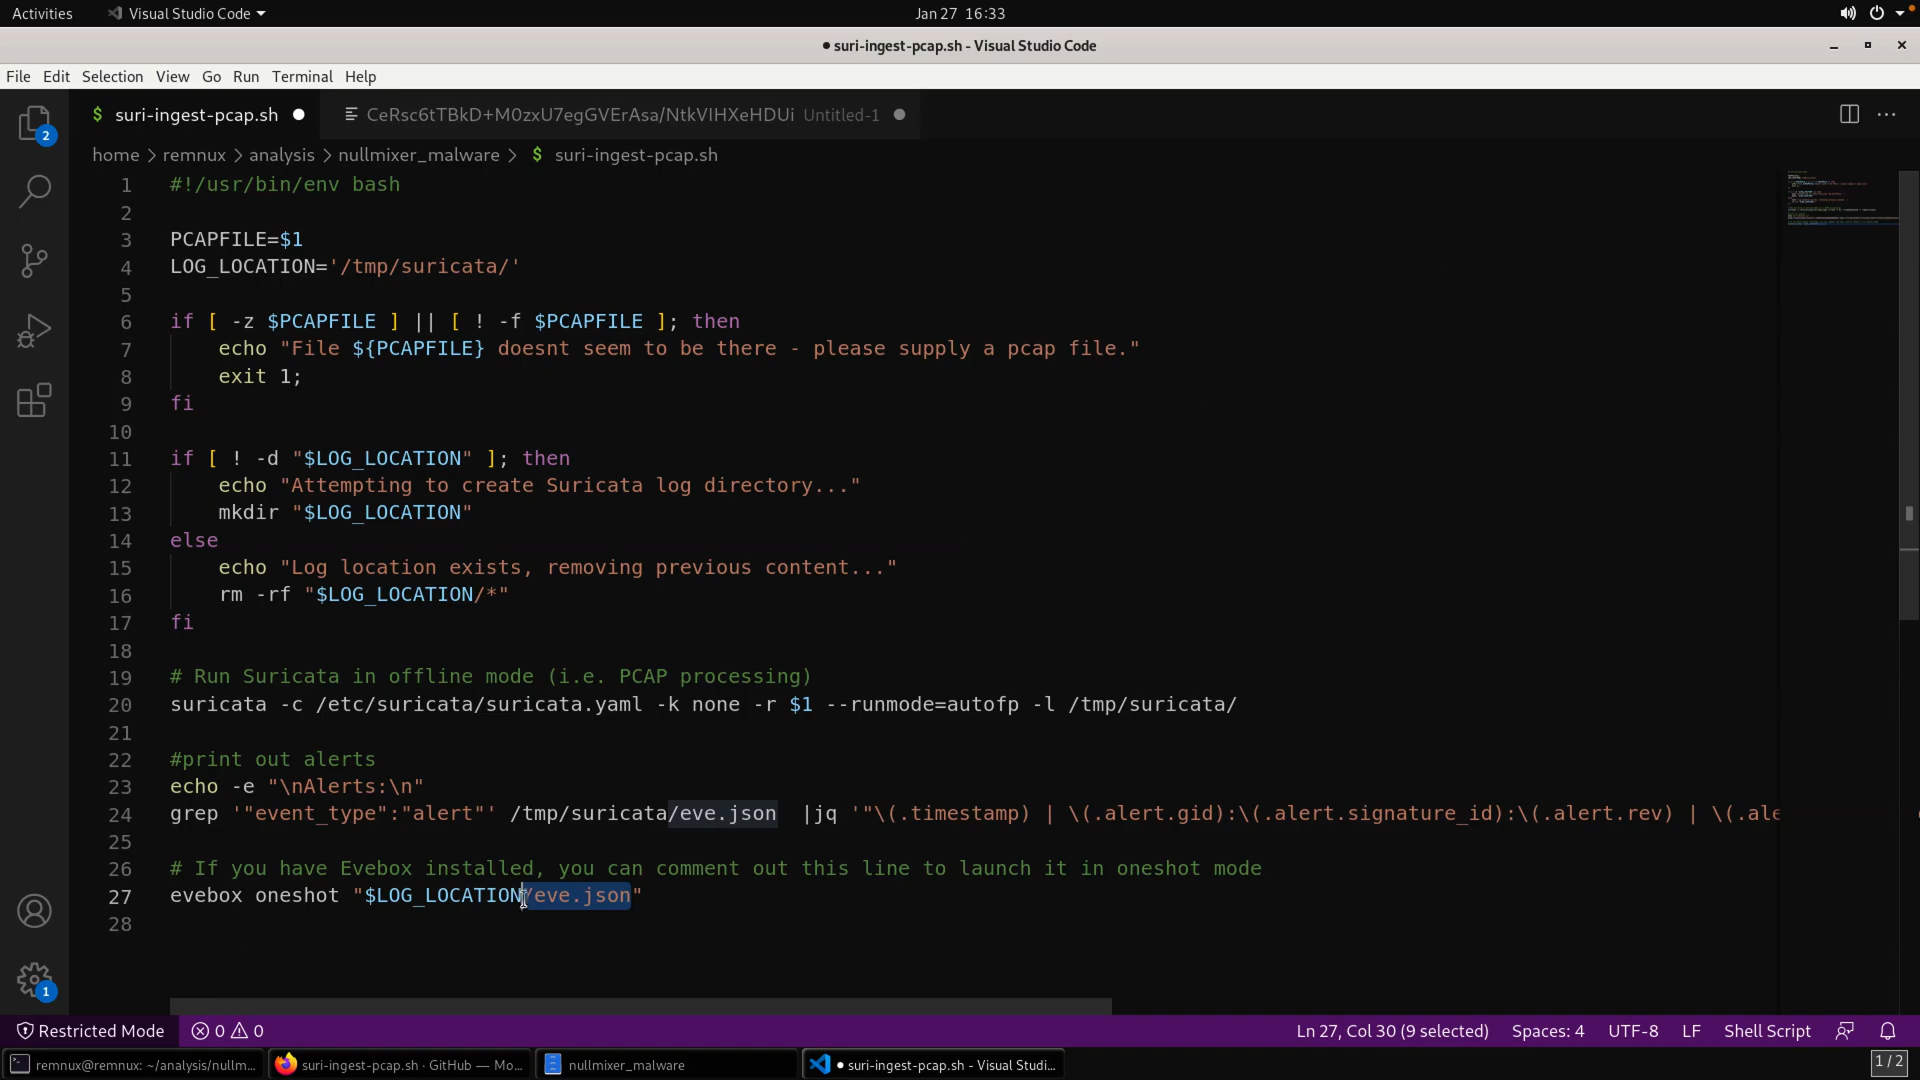 Activities
Visual Studio Code
Jan 27 16:33
● suri-ingest-pcap.sh - Visual Studio Code
File Edit Selection View Go Run Terminal Help
$ suri-ingest-pcap.sh ●
CeRsc6tTBkD+M0zxU7egGVErAsa/NtkVIHXeHDUi Untitled-1 ●
2
home > remnux > analysis > nullmixer_malware > $ suri-ingest-pcap.sh
1 #!/usr/bin/env bash
2
3 PCAPFILE=$1
4 LOG_LOCATION='/tmp/suricata/'
5
6 if [ -z $PCAPFILE ] || [ ! -f $PCAPFILE ]; then
7 echo "File ${PCAPFILE} doesnt seem to be there - please supply a pcap file."
8 exit 1;
9 fi
10
11 if [ ! -d "$LOG_LOCATION" ]; then
12 echo "Attempting to create Suricata log directory..."
13 mkdir "$LOG_LOCATION"
14 else
15 echo "Log location exists, removing previous content..."
16 rm -rf "$LOG_LOCATION/*"
17 fi
18
19 # Run Suricata in offline mode (i.e. PCAP processing)
20 suricata -c /etc/suricata/suricata.yaml -k none -r $1 --runmode=autofp -l /tmp/suricata/
21
22 #print out alerts
23 echo -e "\nAlerts:\n"
24 grep '"event_type":"alert"' /tmp/suricata/eve.json |jq '"\(.timestamp) | \(.alert.gid):\(.alert.signature_id):\(.alert.rev) | \(.ale
25
26 # If you have Evebox installed, you can comment out this line to launch it in oneshot mode
27 evebox oneshot "$LOG_LOCATION/eve.json"
28
1
Restricted Mode
0 0
Ln 27, Col 30 (9 selected)
Spaces: 4
UTF-8
LF
Shell Script
remnux@remnux: ~/analysis/nullm...
suri-ingest-pcap.sh · GitHub — Mo...
nullmixer_malware
● suri-ingest-pcap.sh - Visual Studi...
1 / 2